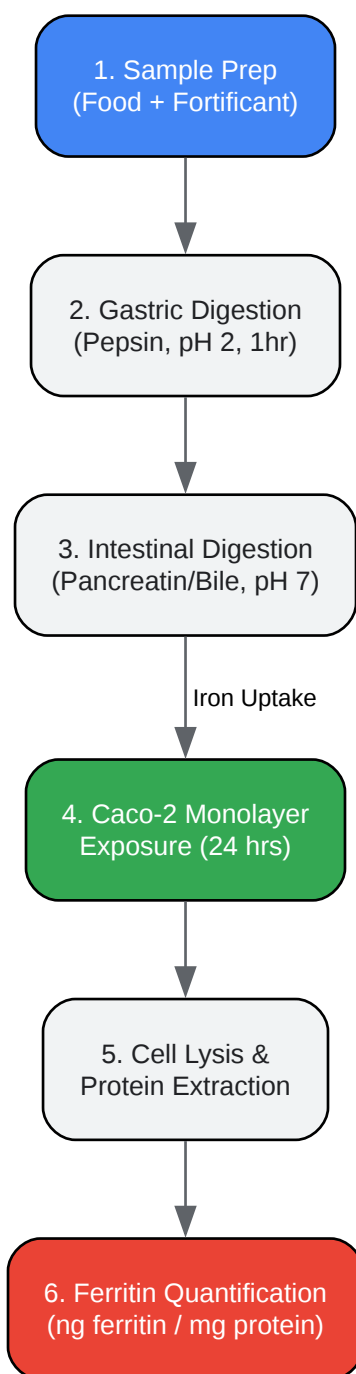 1. Sample Prep
(Food + Fortificant)
2. Gastric Digestion
(Pepsin, pH 2, 1hr)
3. Intestinal Digestion
(Pancreatin/Bile, pH 7)
Iron Uptake
4. Caco-2 Monolayer
Exposure (24 hrs)
5. Cell Lysis &
Protein Extraction
6. Ferritin Quantification
(ng ferritin / mg protein)